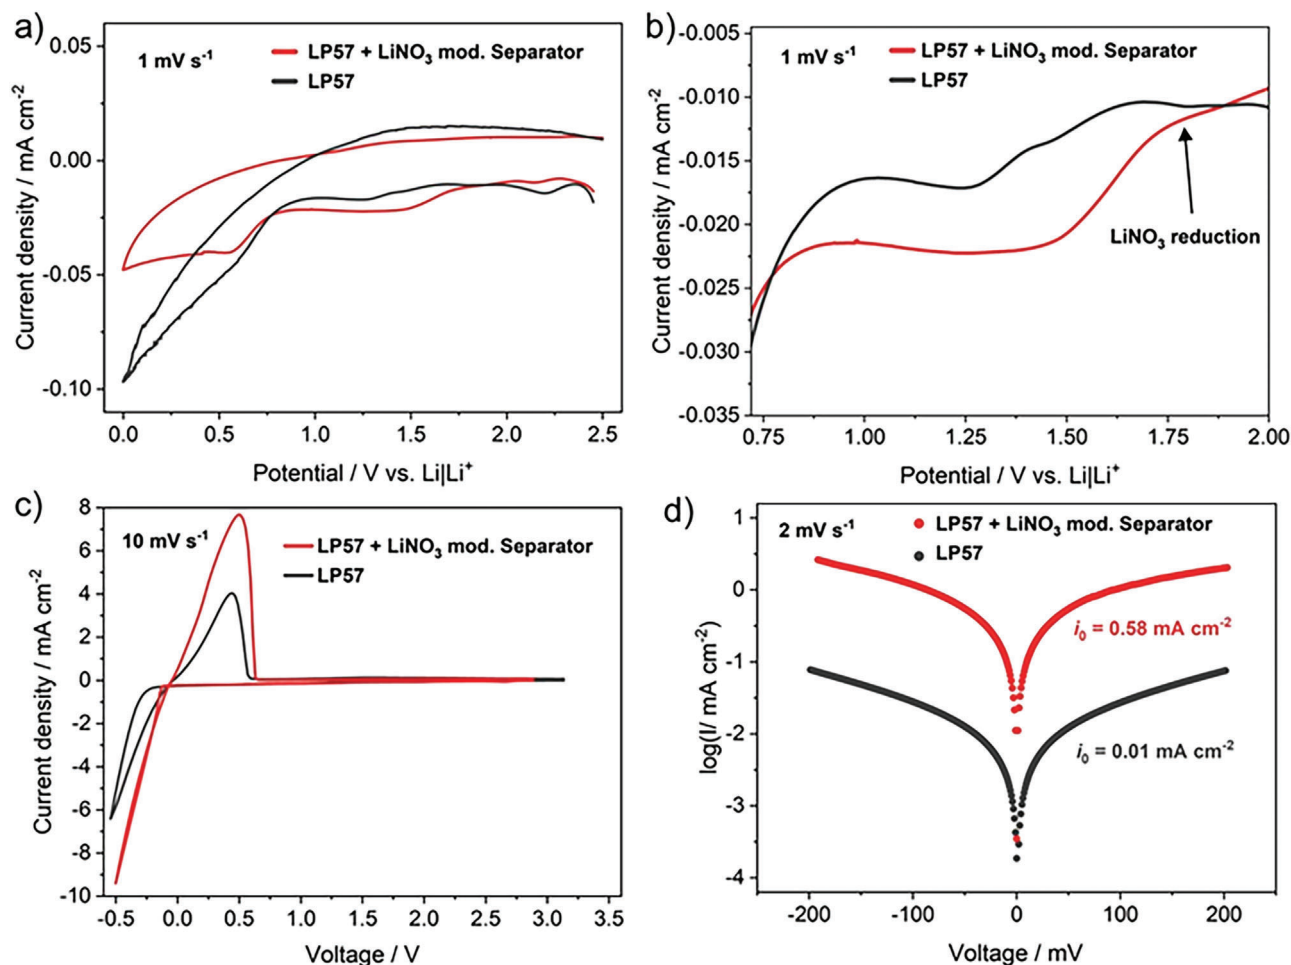 a)
1 mV s⁻¹
LP57 + LiNO₃ mod. Separator
LP57
0.05
0.00
-0.05
-0.10
Current density / mA cm⁻²
0.0 0.5 1.0 1.5 2.0 2.5
Potential / V vs. Li|Li⁺
b)
1 mV s⁻¹
LP57 + LiNO₃ mod. Separator
LP57
LiNO₃ reduction
-0.005
-0.010
-0.015
-0.020
-0.025
-0.030
-0.035
Current density / mA cm⁻²
0.75 1.00 1.25 1.50 1.75 2.00
Potential / V vs. Li|Li⁺
c)
10 mV s⁻¹
LP57 + LiNO₃ mod. Separator
LP57
8
6
4
2
0
-2
-4
-6
-8
-10
Current density / mA cm⁻²
-0.5 0.0 0.5 1.0 1.5 2.0 2.5 3.0 3.5
Voltage / V
d)
2 mV s⁻¹
LP57 + LiNO₃ mod. Separator
LP57
i₀ = 0.58 mA cm⁻²
i₀ = 0.01 mA cm⁻²
1
0
-1
-2
-3
-4
log(I/ mA cm⁻²)
-200 -100 0 100 200
Voltage / mV